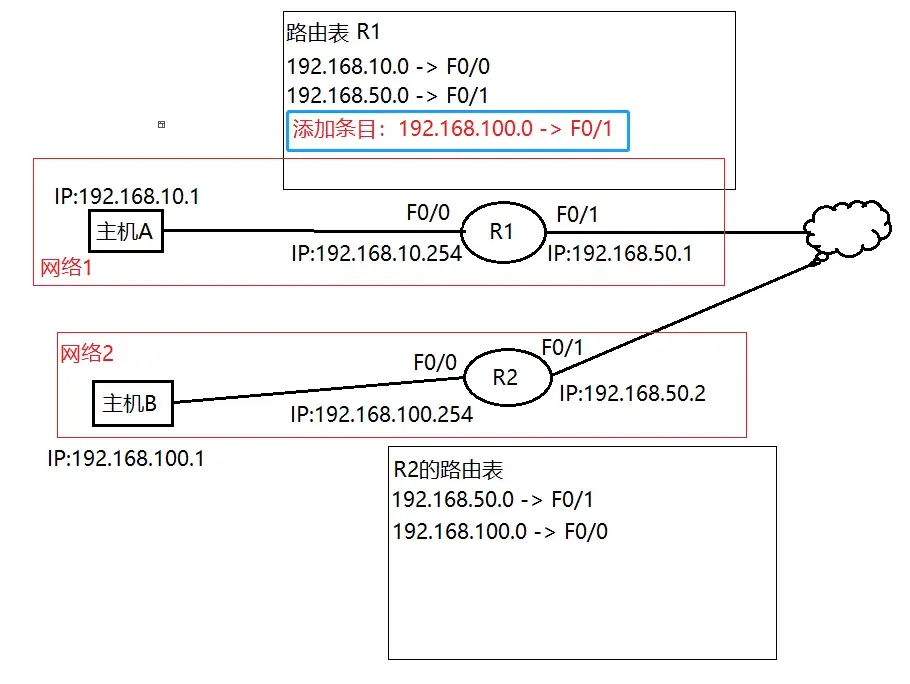 路由表 R1
192.168.10.0 -> F0/0
192.168.50.0 -> F0/1
添加条目：192.168.100.0 -> F0/1
IP:192.168.10.1
主机A
网络1
F0/0
R1
F0/1
IP:192.168.10.254
IP:192.168.50.1
网络2
F0/0
R2
F0/1
主机B
IP:192.168.100.254
IP:192.168.50.2
IP:192.168.100.1
R2的路由表
192.168.50.0 -> F0/1
192.168.100.0 -> F0/0